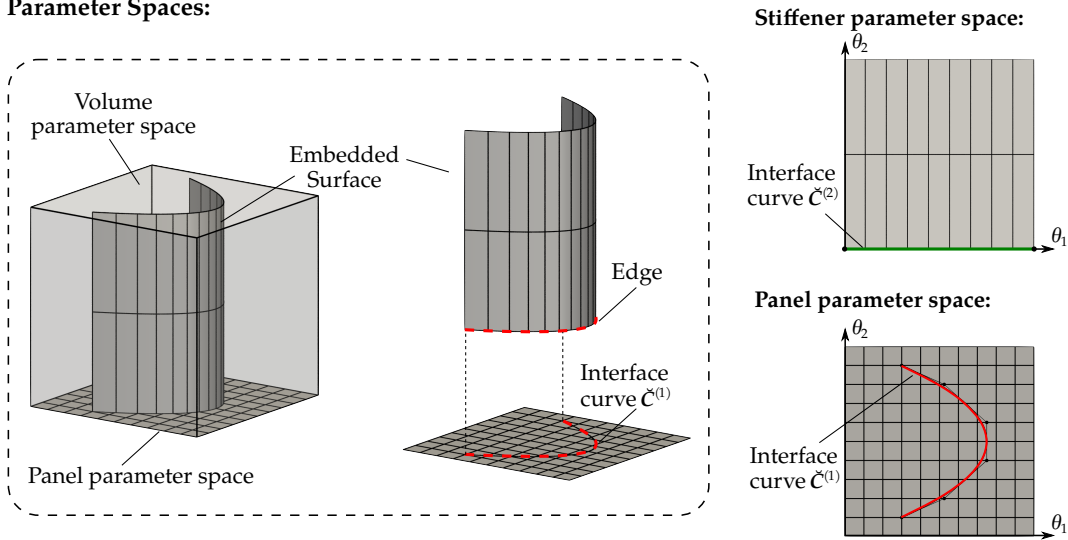 Parameter Spaces:
Volume
parameter space
Embedded
Surface
Edge
Interface
curve C̆⁽¹⁾
Panel parameter space
Stiffener parameter space:
θ₂
Interface
curve C̆⁽²⁾
θ₁
Panel parameter space:
θ₂
Interface
curve C̆⁽¹⁾
θ₁